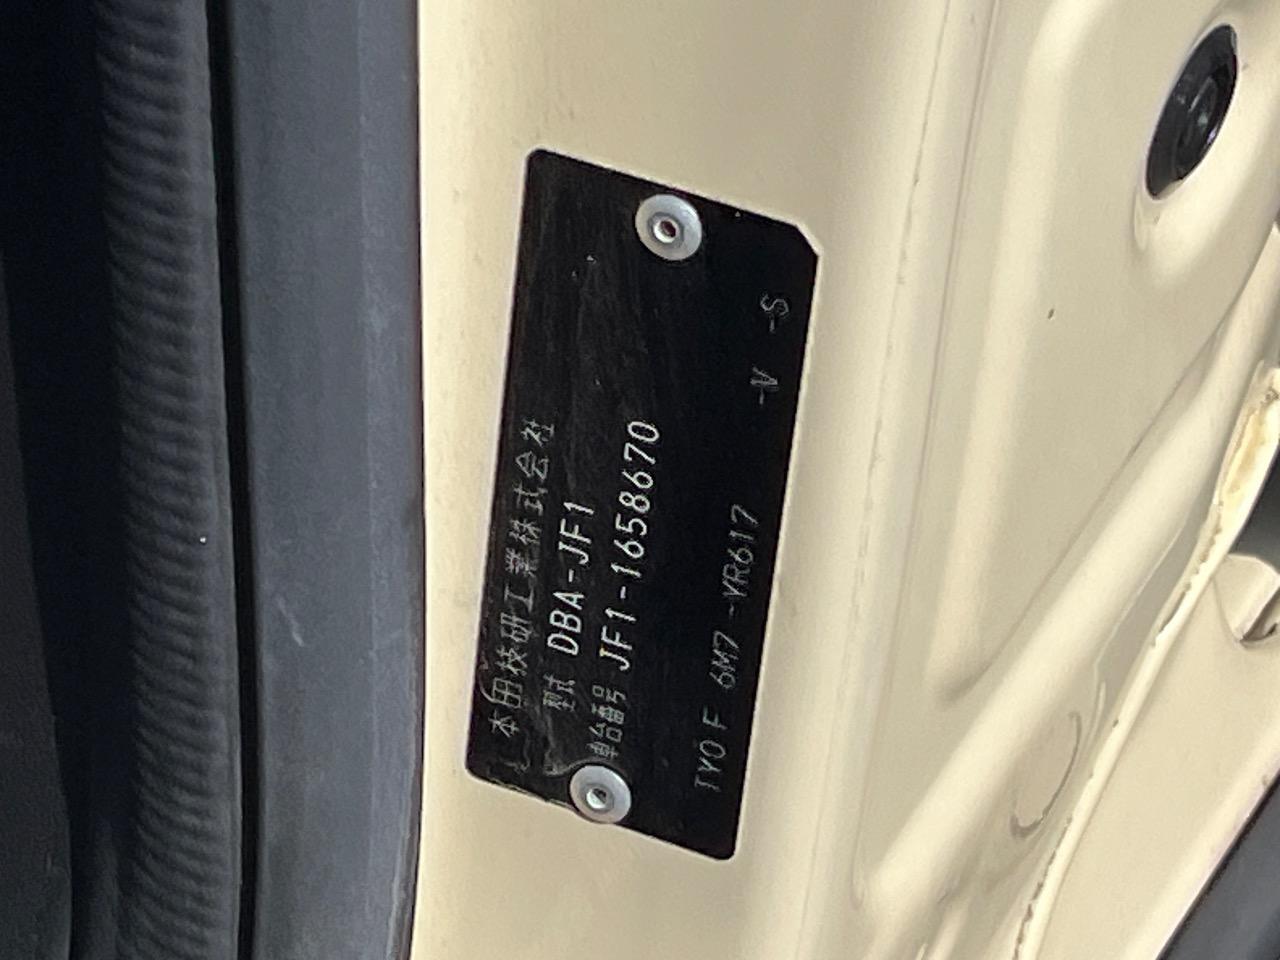 本田技研工業株式会社
型式 DBA-JF1
車台番号 JF1-1658670
TY0F 6M7 -YR617 -V -S